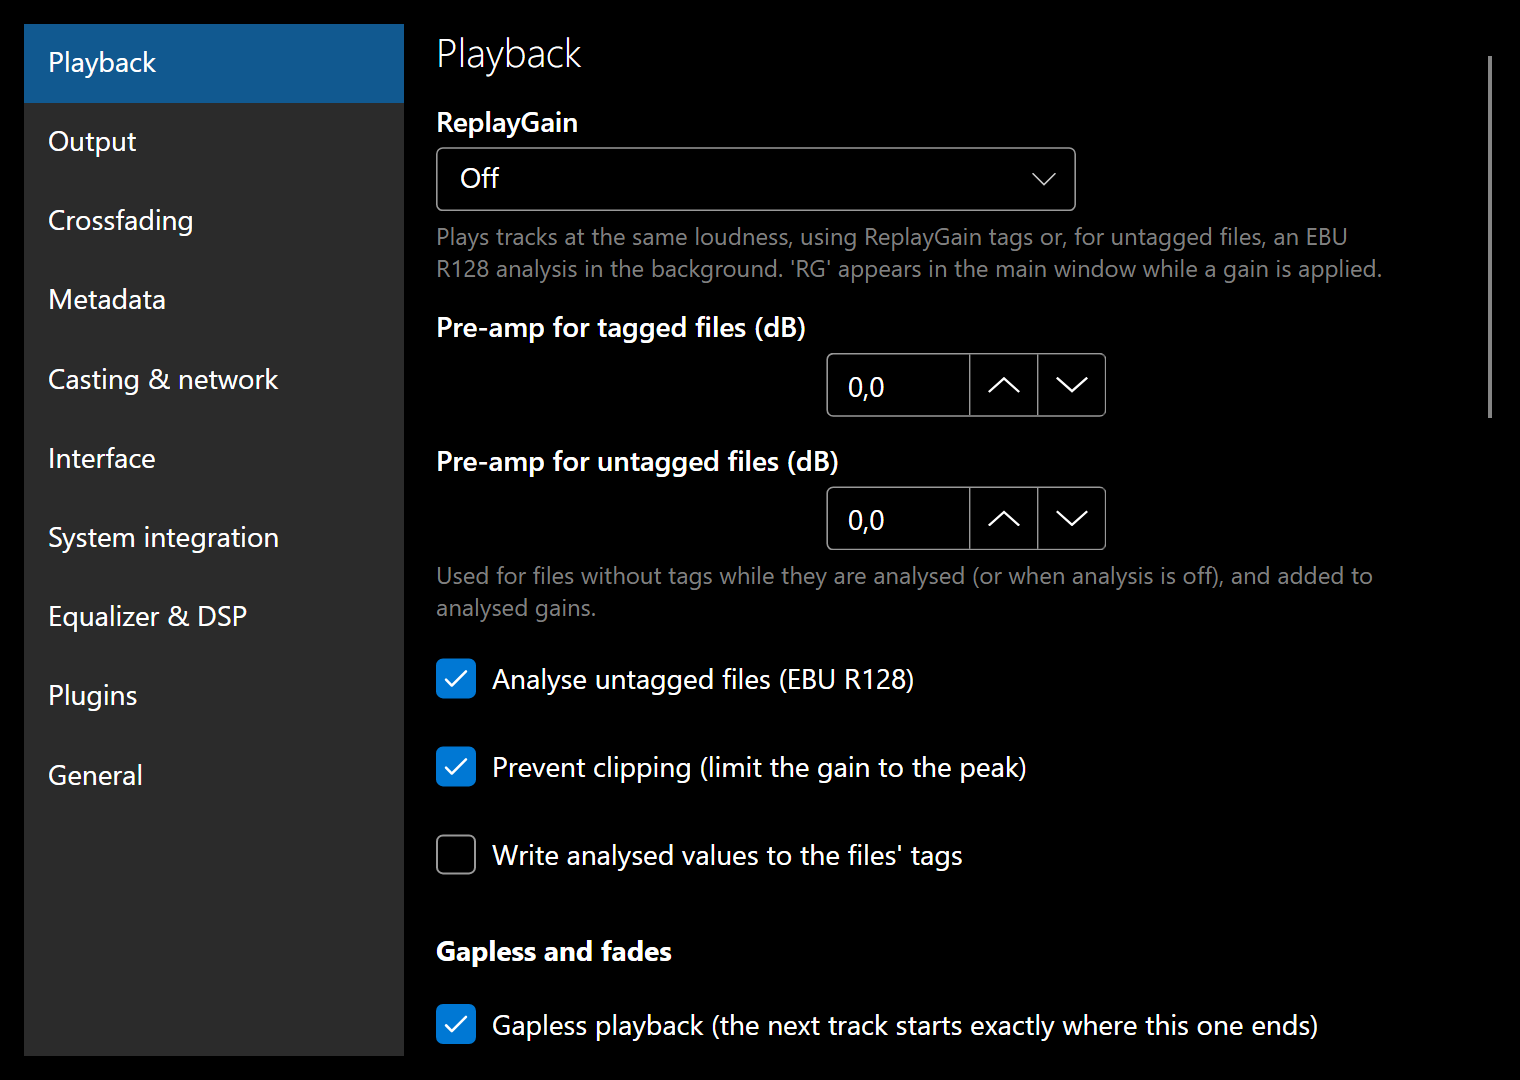 Playback
Output
Crossfading
Metadata
Casting & network
Interface
System integration
Equalizer & DSP
Plugins
General
Playback
ReplayGain
Off
Plays tracks at the same loudness, using ReplayGain tags or, for untagged files, an EBU
R128 analysis in the background. 'RG' appears in the main window while a gain is applied.
Pre-amp for tagged files (dB)
0,0
Pre-amp for untagged files (dB)
0,0
Used for files without tags while they are analysed (or when analysis is off), and added to
analysed gains.
Analyse untagged files (EBU R128)
Prevent clipping (limit the gain to the peak)
Write analysed values to the files' tags
Gapless and fades
Gapless playback (the next track starts exactly where this one ends)